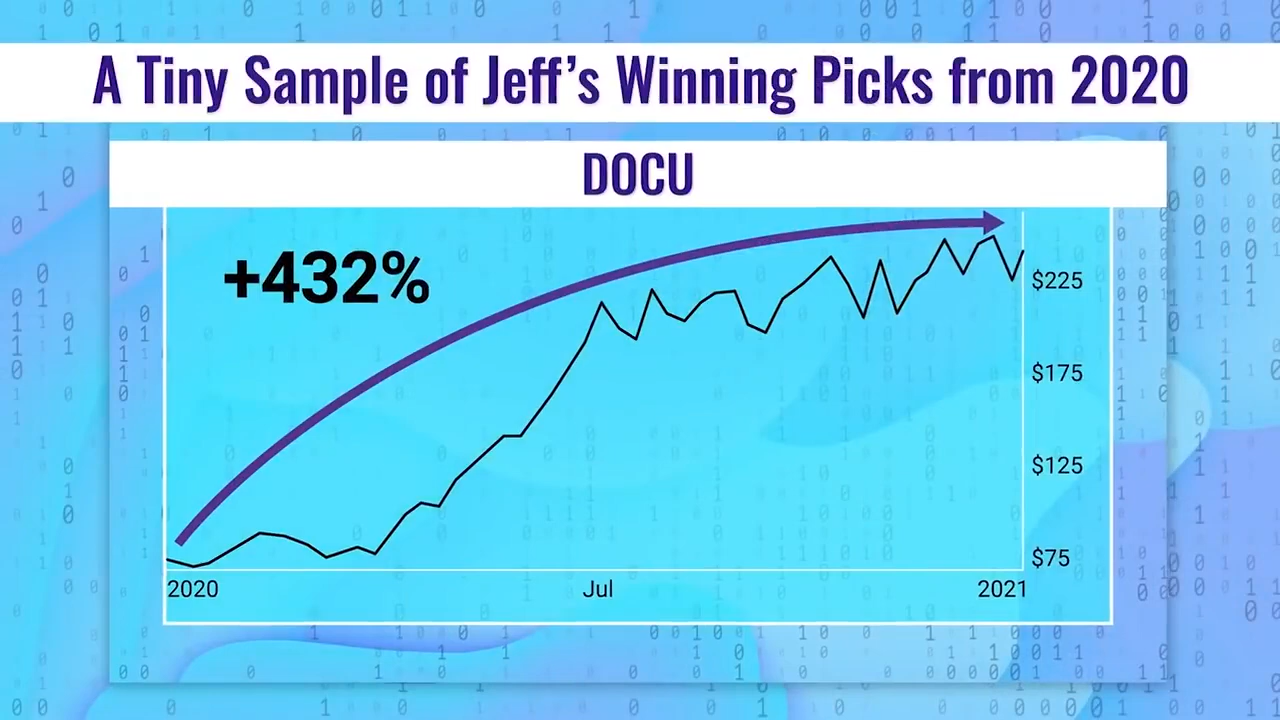 A Tiny Sample of Jeff's Winning Picks from 2020
DOCU
+432%
$225
$175
$125
$75
2020 Jul 2021